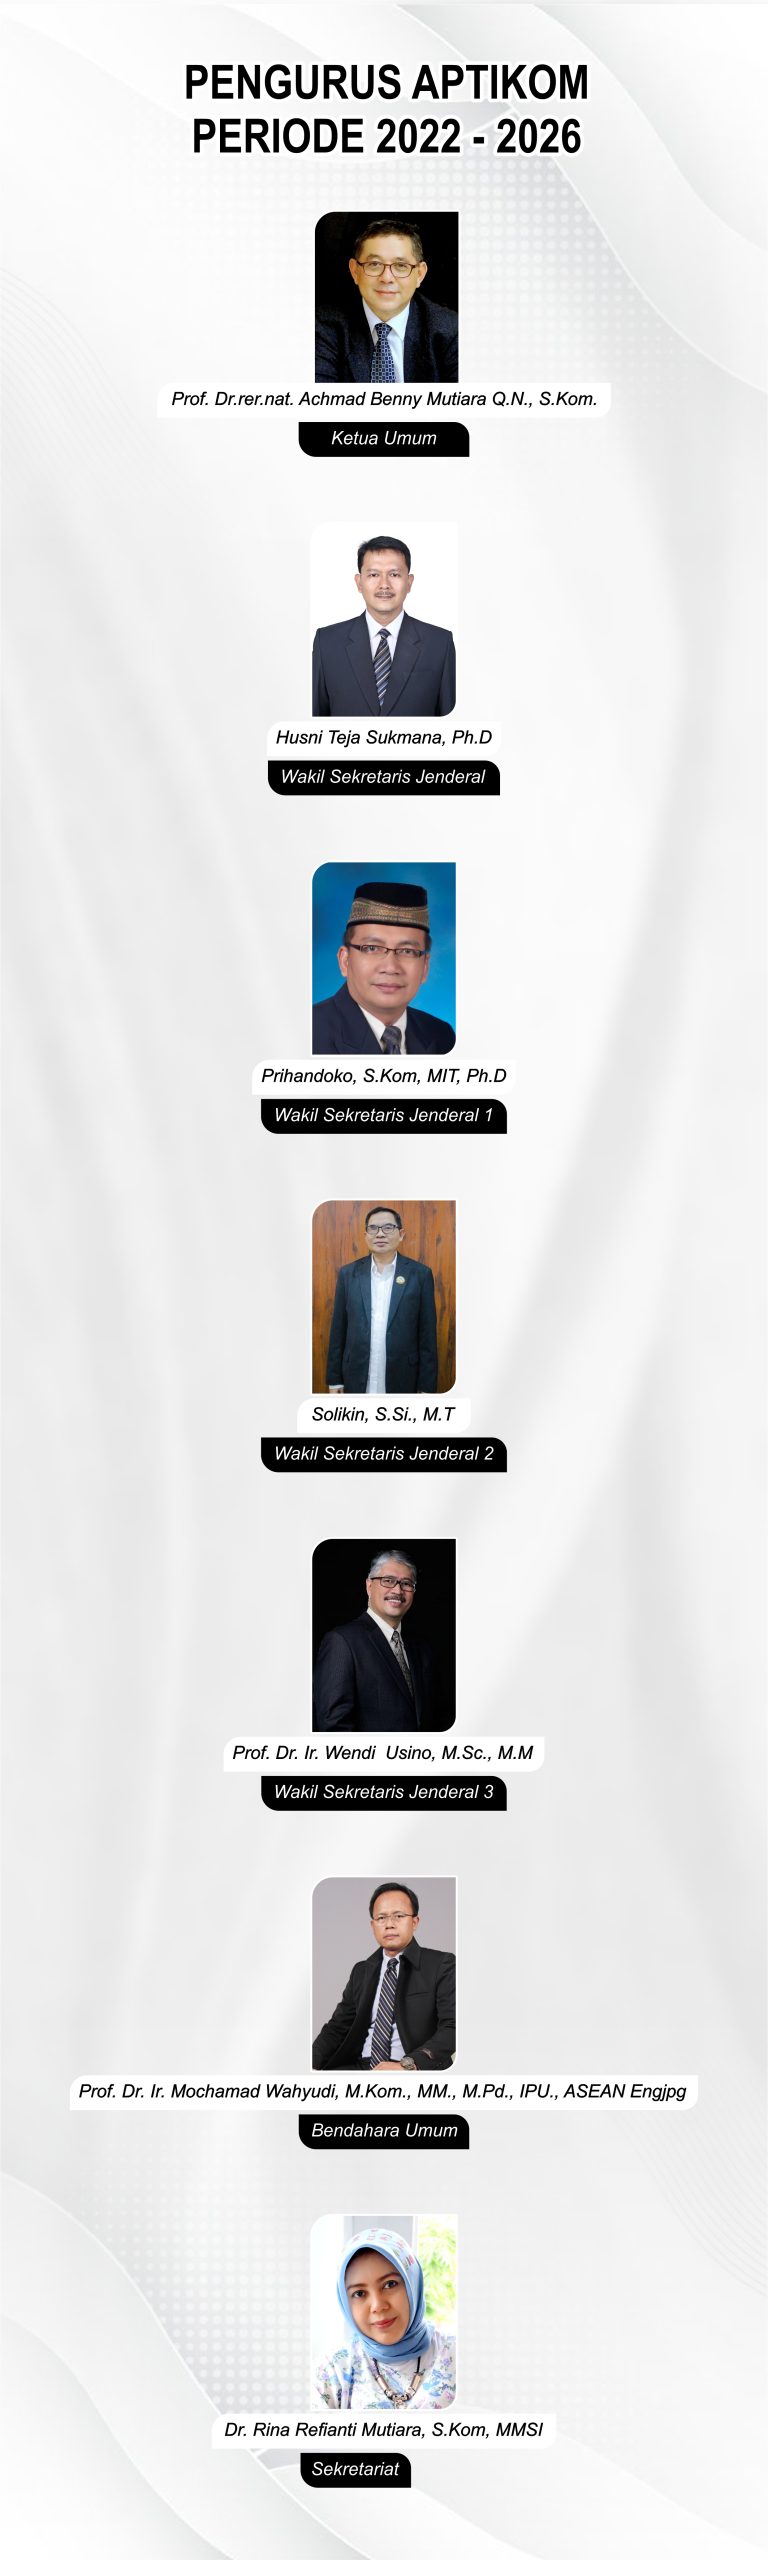 PENGURUS APTIKOM
PERIODE 2022 - 2026
Prof. Dr.rer.nat. Achmad Benny Mutiara Q.N., S.Kom.
Ketua Umum
Husni Teja Sukmana, Ph.D
Wakil Sekretaris Jenderal
Prihandoko, S.Kom, MIT, Ph.D
Wakil Sekretaris Jenderal 1
Solikin, S.Si., M.T
Wakil Sekretaris Jenderal 2
Prof. Dr. Ir. Wendi  Usino, M.Sc., M.M
Wakil Sekretaris Jenderal 3
Prof. Dr. Ir. Mochamad Wahyudi, M.Kom., MM., M.Pd., IPU., ASEAN Engjpg
Bendahara Umum
Dr. Rina Refianti Mutiara, S.Kom, MMSI
Sekretariat